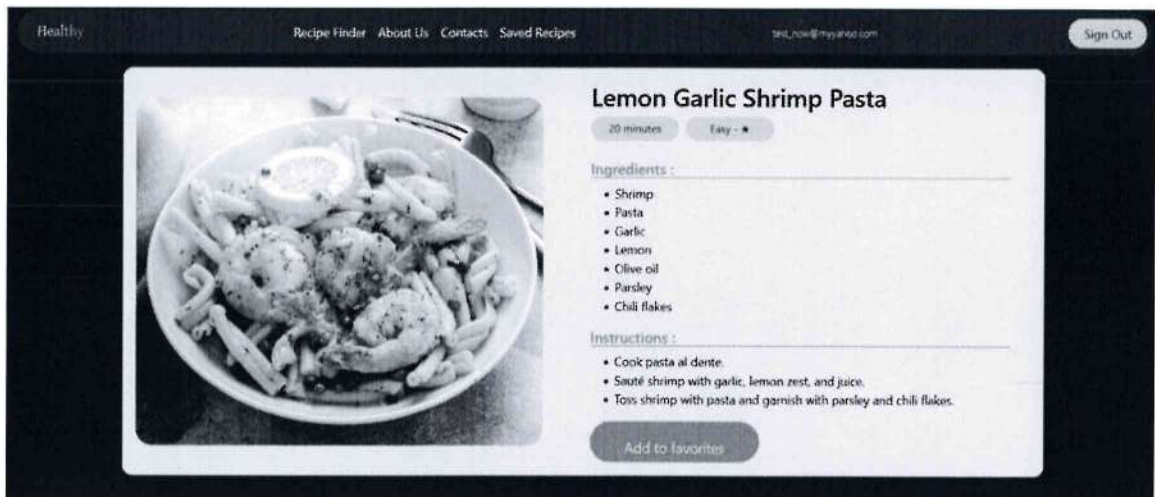 Healthy
Recipe Finder About Us Contacts Saved Recipes
Sign Out
Lemon Garlic Shrimp Pasta
20 minutes
Easy - ★
Ingredients :
• Shrimp
• Pasta
• Garlic
• Lemon
• Olive oil
• Parsley
• Chili flakes
Instructions :
• Cook pasta al dente.
• Sauté shrimp with garlic, lemon zest, and juice.
• Toss shrimp with pasta and garnish with parsley and chili flakes.
Add to favorites